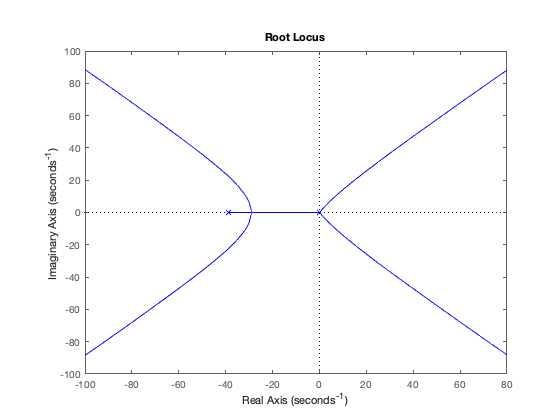 Root Locus
100
80
60
40
20
0
-20
-40
-60
-80
-100
Imaginary Axis (seconds⁻¹)
-100 -80 -60 -40 -20 0 20 40 60 80
Real Axis (seconds⁻¹)